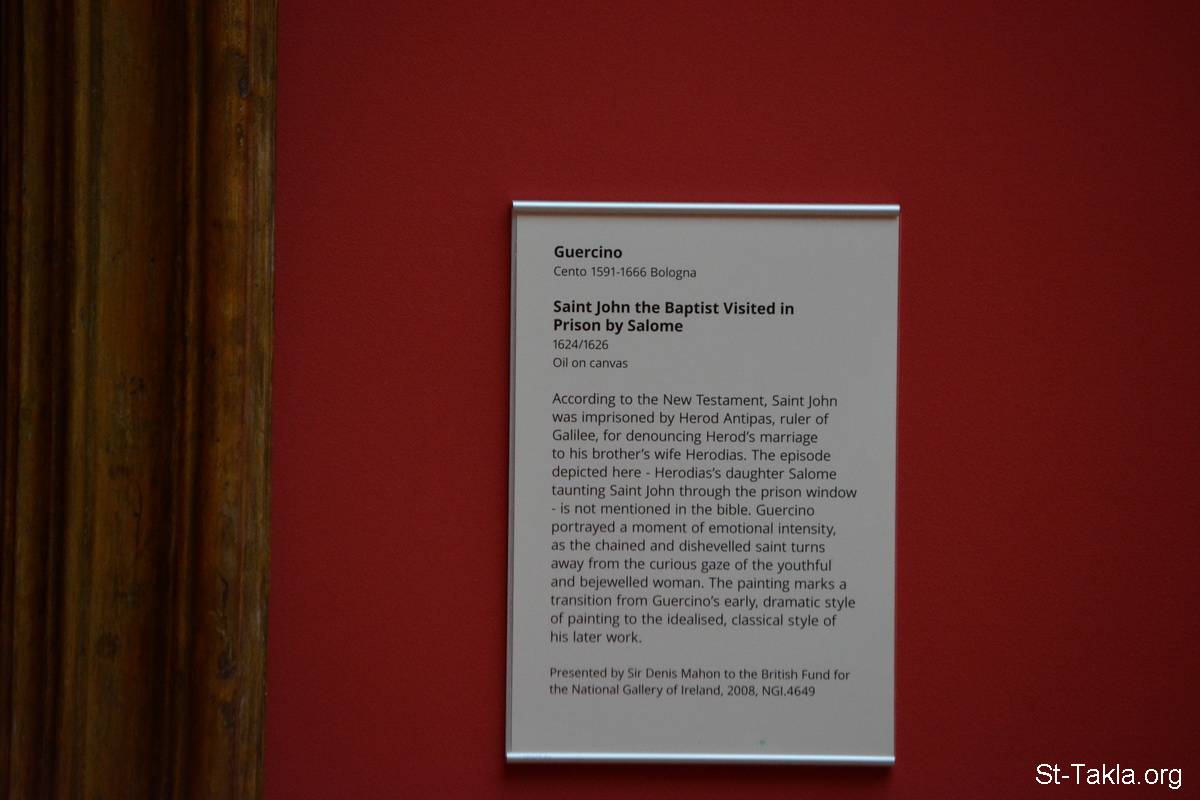 Guercino
Cento 1591-1666 Bologna
Saint John the Baptist Visited in
Prison by Salome
1624/1626
Oil on canvas
According to the New Testament, Saint John
was imprisoned by Herod Antipas, ruler of
Galilee, for denouncing Herod's marriage
to his brother's wife Herodias. The episode
depicted here - Herodias's daughter Salome
taunting Saint John through the prison window
- is not mentioned in the bible. Guercino
portrayed a moment of emotional intensity,
as the chained and dishevelled saint turns
away from the curious gaze of the youthful
and bejewelled woman. The painting marks a
transition from Guercino's early, dramatic style
of painting to the idealised, classical style of
his later work.
Presented by Sir Denis Mahon to the British Fund for
the National Gallery of Ireland, 2008, NGI.4649
St-Takla.org